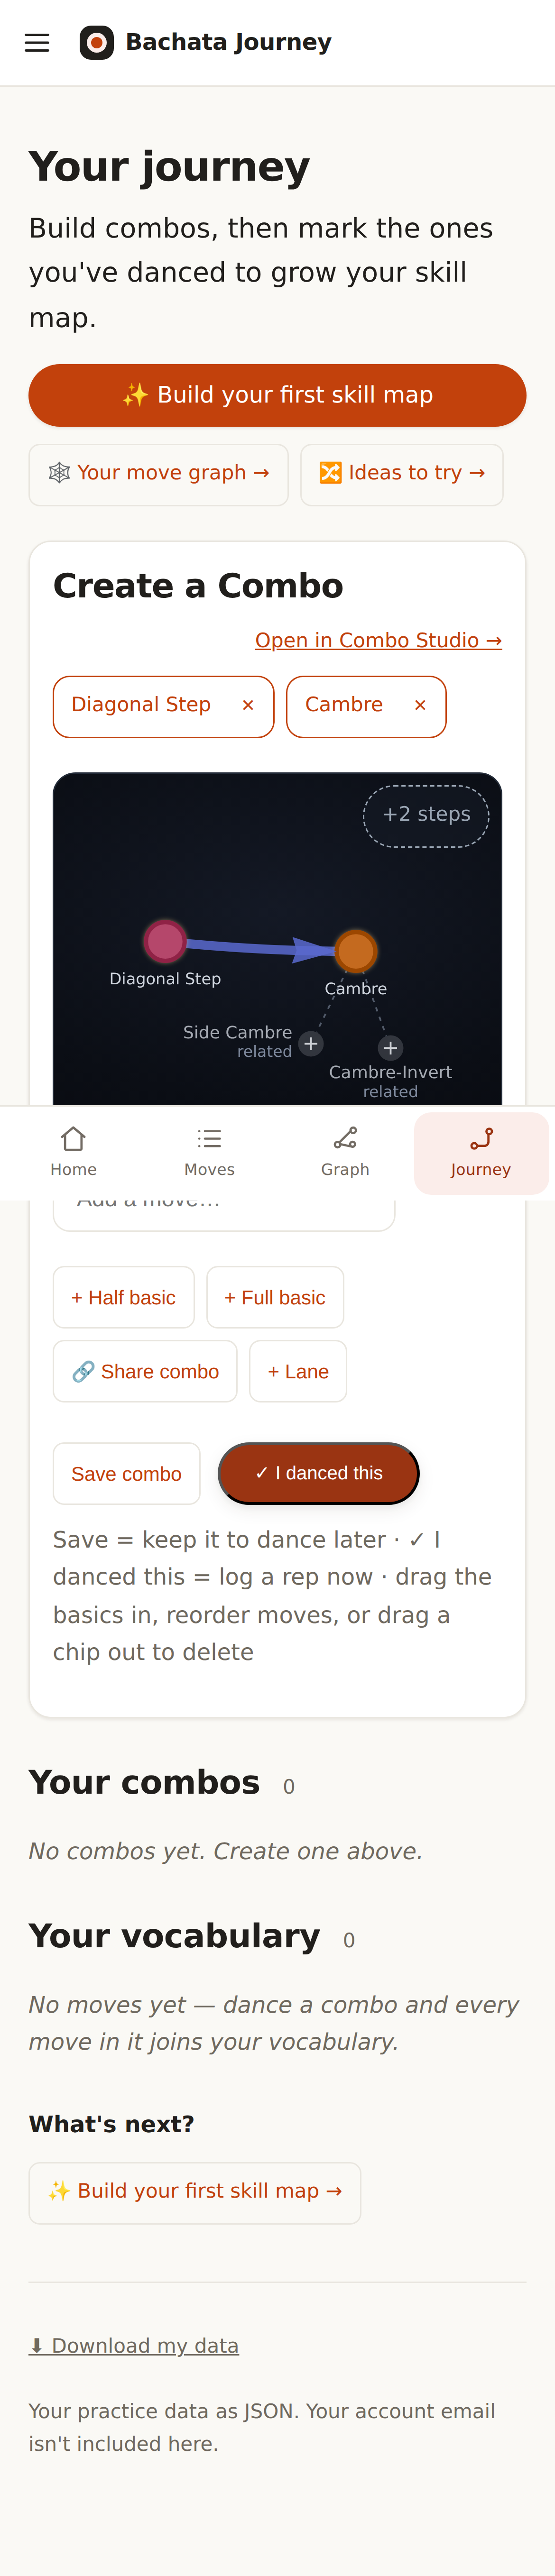 Bachata Journey
Your journey
Build combos, then mark the ones
you've danced to grow your skill
map.
✨ Build your first skill map
🕸 Your move graph →
🔀 Ideas to try →
Create a Combo
Open in Combo Studio →
Diagonal Step ×
Cambre ×
+2 steps
Diagonal Step
Cambre
Side Cambre
related
Cambre-Invert
related
Home
Moves
Graph
Journey
Add a move...
+ Half basic
+ Full basic
🔗 Share combo
+ Lane
Save combo
✓ I danced this
Save = keep it to dance later · ✓ I
danced this = log a rep now · drag the
basics in, reorder moves, or drag a
chip out to delete
Your combos 0
No combos yet. Create one above.
Your vocabulary 0
No moves yet — dance a combo and every
move in it joins your vocabulary.
What's next?
✨ Build your first skill map →
⬇ Download my data
Your practice data as JSON. Your account email
isn't included here.